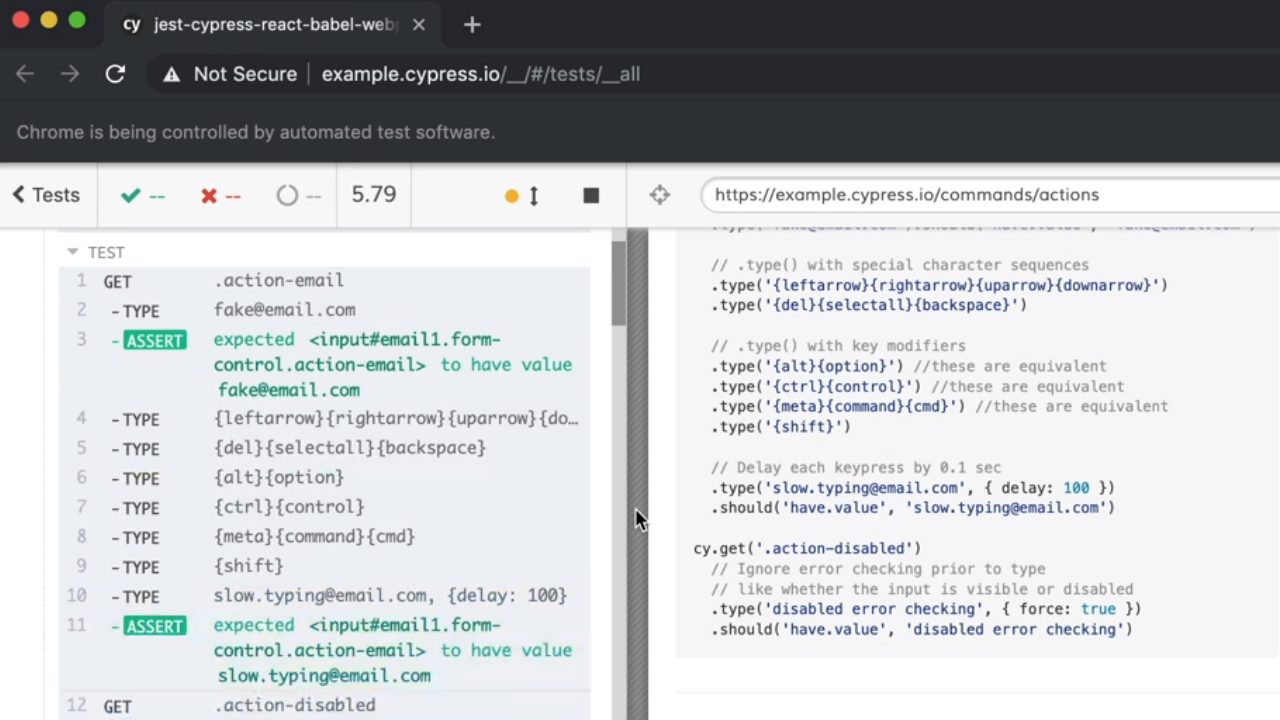 cy jest-cypress-react-babel-web
Not Secure example.cypress.io/__/#/tests/__all
Chrome is being controlled by automated test software.
Tests -- -- -- 5.79 https://example.cypress.io/commands/actions
TEST
1 GET .action-email
2 -TYPE fake@email.com
3 -ASSERT expected <input#email1.form-
control.action-email> to have value
fake@email.com
4 -TYPE {leftarrow}{rightarrow}{uparrow}{do…
5 -TYPE {del}{selectall}{backspace}
6 -TYPE {alt}{option}
7 -TYPE {ctrl}{control}
8 -TYPE {meta}{command}{cmd}
9 -TYPE {shift}
10 -TYPE slow.typing@email.com, {delay: 100}
11 -ASSERT expected <input#email1.form-
control.action-email> to have value
slow.typing@email.com
12 GET .action-disabled
// .type() with special character sequences
.type('{leftarrow}{rightarrow}{uparrow}{downarrow}')
.type('{del}{selectall}{backspace}')
// .type() with key modifiers
.type('{alt}{option}') //these are equivalent
.type('{ctrl}{control}') //these are equivalent
.type('{meta}{command}{cmd}') //these are equivalent
.type('{shift}')
// Delay each keypress by 0.1 sec
.type('slow.typing@email.com', { delay: 100 })
.should('have.value', 'slow.typing@email.com')
cy.get('.action-disabled')
// Ignore error checking prior to type
// like whether the input is visible or disabled
.type('disabled error checking', { force: true })
.should('have.value', 'disabled error checking')